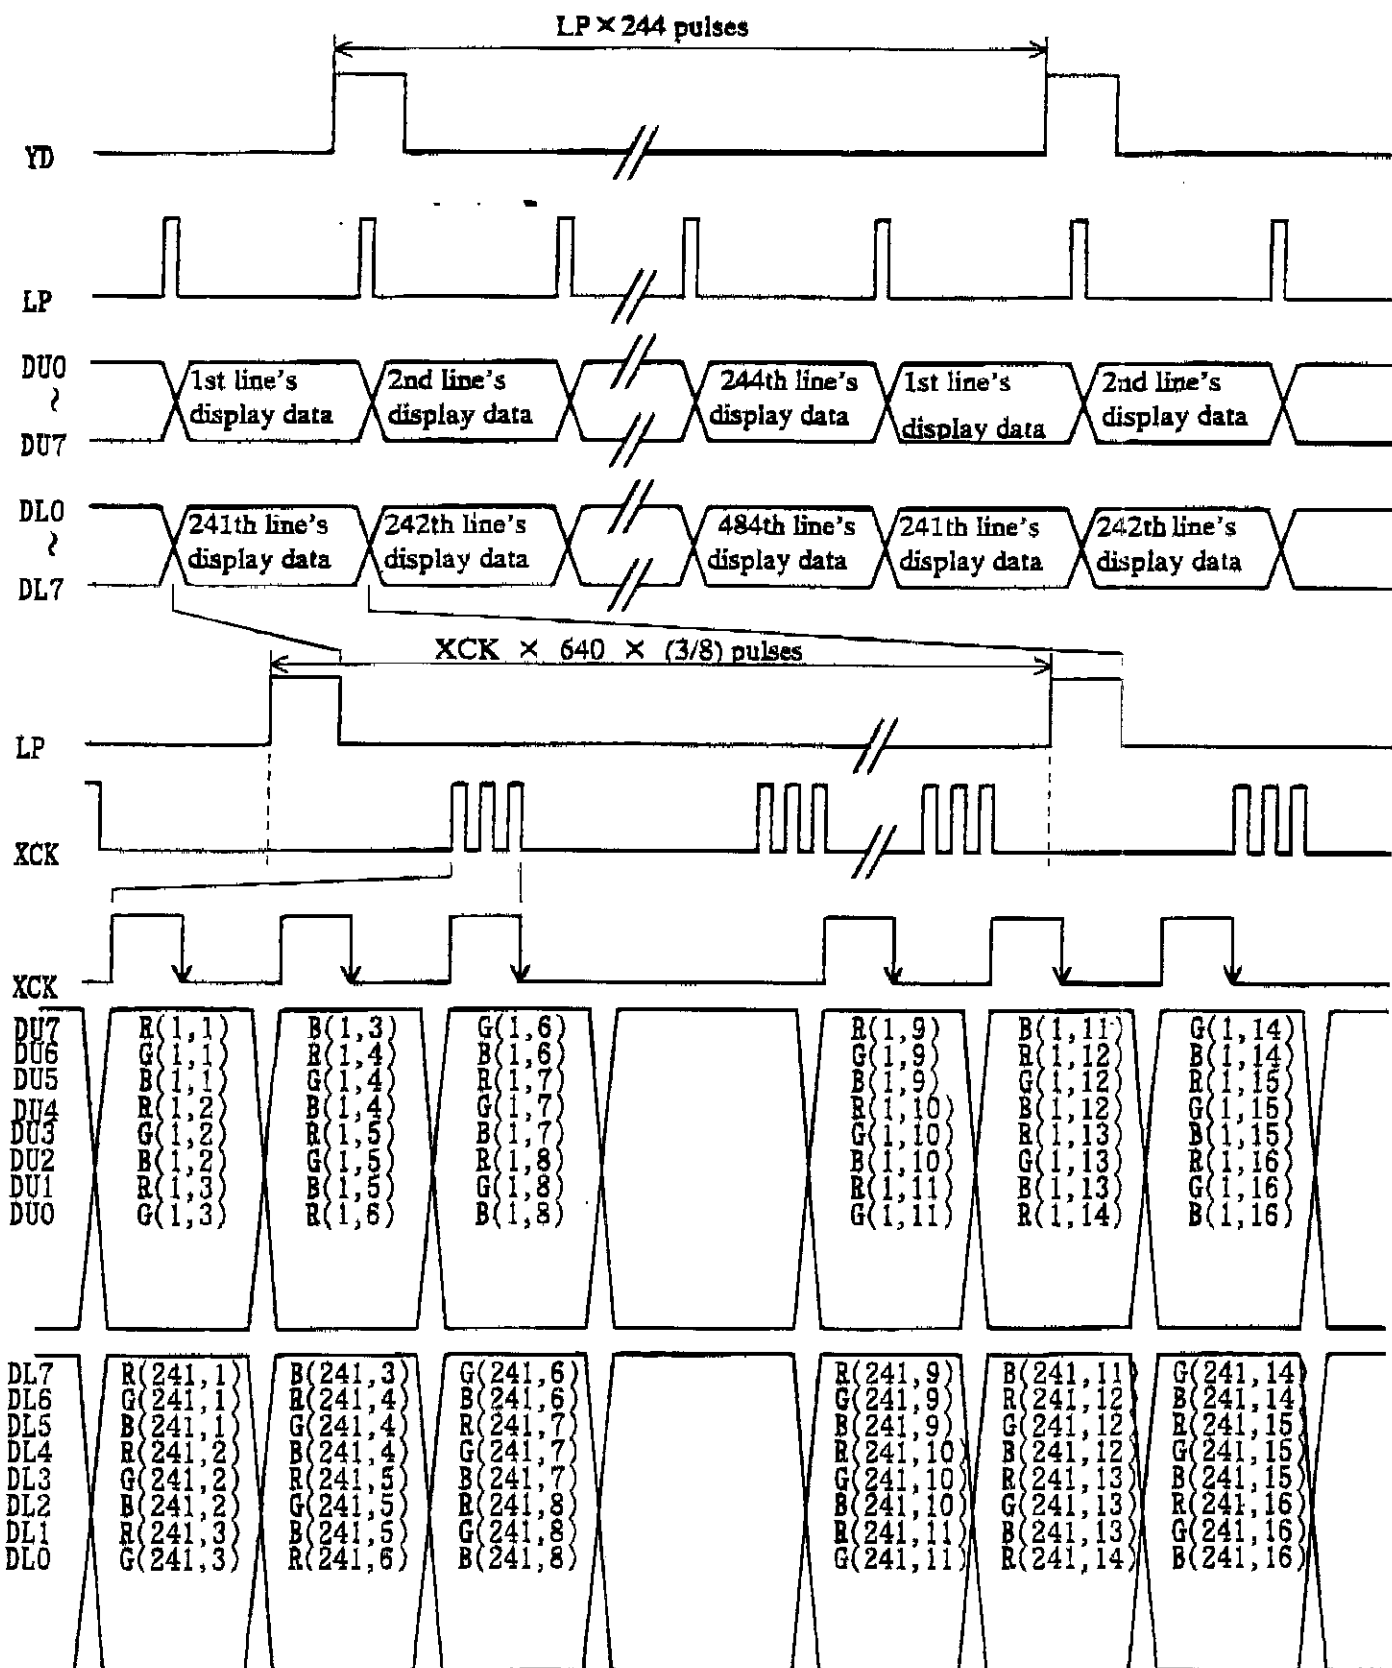 LP × 244 pulses
YD
LP
DU0
~
DU7
1st line's 2nd line's 244th line's 1st line's 2nd line's
display data display data display data display data display data
DL0
~
DL7
241th line's 242th line's 484th line's 241th line's 242th line's
display data display data display data display data display data
XCK × 640 × (3/8) pulses
LP
XCK
XCK
DU7 R(1,1) B(1,3) G(1,6) R(1,9) B(1,11) G(1,14)
DU6 G(1,1) R(1,4) B(1,6) G(1,9) R(1,12) B(1,14)
DU5 B(1,1) G(1,4) R(1,7) B(1,9) G(1,12) R(1,15)
DU4 R(1,2) B(1,4) G(1,7) R(1,10) B(1,12) G(1,15)
DU3 G(1,2) R(1,5) B(1,7) G(1,10) R(1,13) B(1,15)
DU2 B(1,2) G(1,5) R(1,8) B(1,10) G(1,13) R(1,16)
DU1 R(1,3) B(1,5) G(1,8) R(1,11) B(1,13) G(1,16)
DU0 G(1,3) R(1,6) B(1,8) G(1,11) R(1,14) B(1,16)
DL7 R(241,1) B(241,3) G(241,6) R(241,9) B(241,11) G(241,14)
DL6 G(241,1) R(241,4) B(241,6) G(241,9) R(241,12) B(241,14)
DL5 B(241,1) G(241,4) R(241,7) B(241,9) G(241,12) R(241,15)
DL4 R(241,2) B(241,4) G(241,7) R(241,10) B(241,12) G(241,15)
DL3 G(241,2) R(241,5) B(241,7) G(241,10) R(241,13) B(241,15)
DL2 B(241,2) G(241,5) R(241,8) B(241,10) G(241,13) R(241,16)
DL1 R(241,3) B(241,5) G(241,8) R(241,11) B(241,13) G(241,16)
DL0 G(241,3) R(241,6) B(241,8) G(241,11) R(241,14) B(241,16)